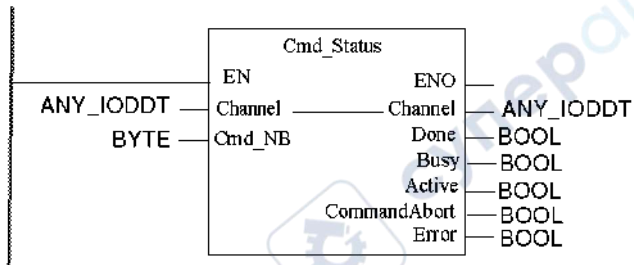 Cmd_Status
EN ENO
ANY_IODDT Channel Channel ANY_IODDT
BYTE Cmd_NB Done BOOL
Busy BOOL
Active BOOL
CommandAbort BOOL
Error BOOL